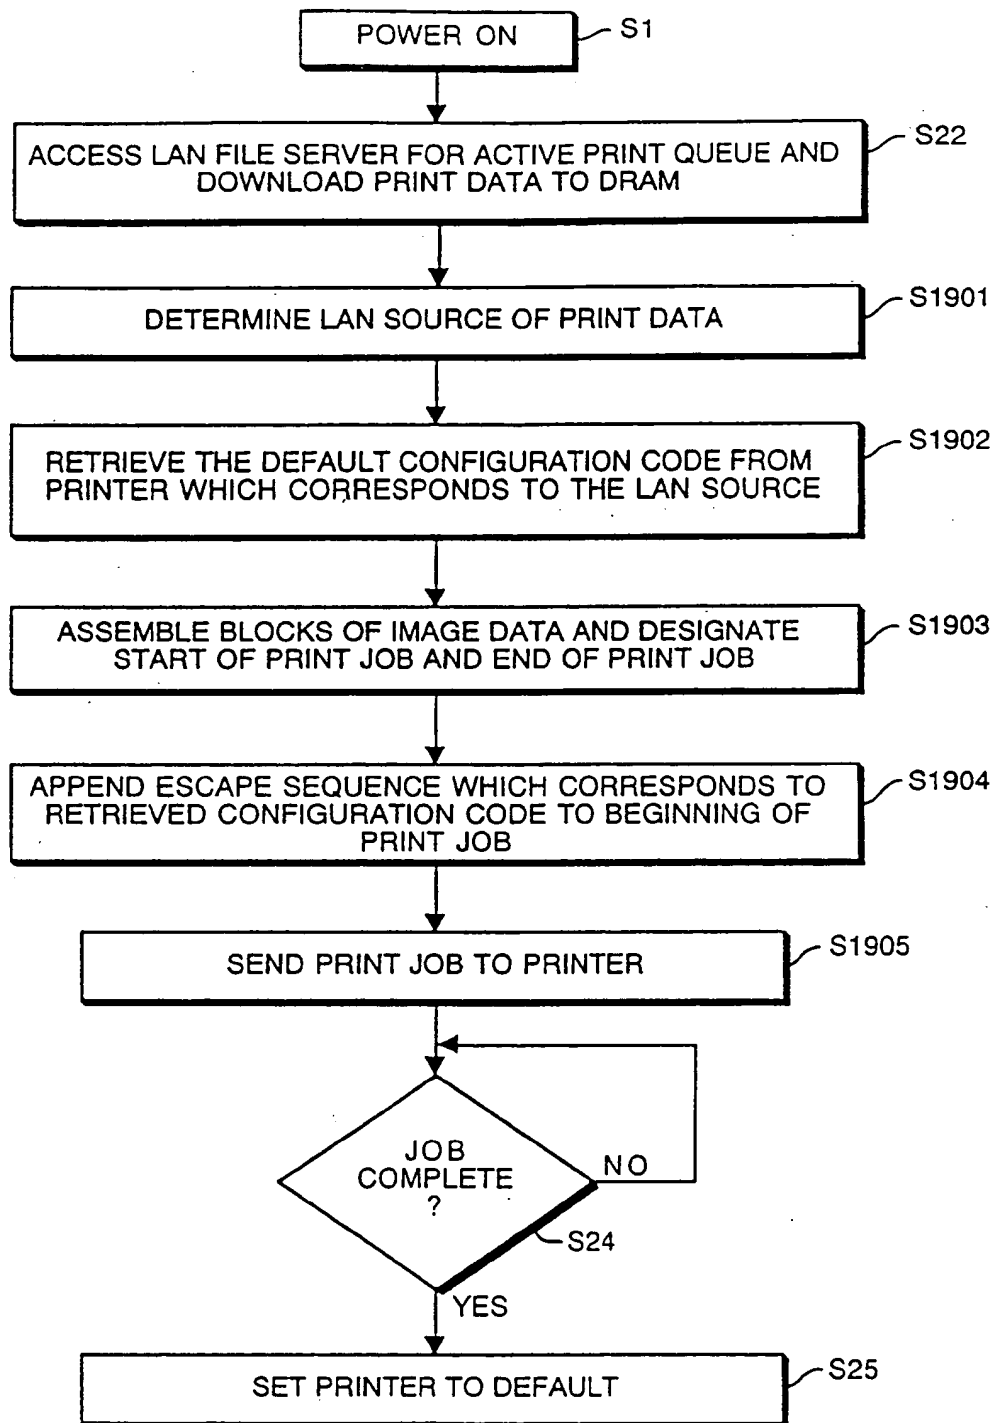 POWER ON
S1
ACCESS LAN FILE SERVER FOR ACTIVE PRINT QUEUE AND
DOWNLOAD PRINT DATA TO DRAM
S22
DETERMINE LAN SOURCE OF PRINT DATA
S1901
RETRIEVE THE DEFAULT CONFIGURATION CODE FROM
PRINTER WHICH CORRESPONDS TO THE LAN SOURCE
S1902
ASSEMBLE BLOCKS OF IMAGE DATA AND DESIGNATE
START OF PRINT JOB AND END OF PRINT JOB
S1903
APPEND ESCAPE SEQUENCE WHICH CORRESPONDS TO
RETRIEVED CONFIGURATION CODE TO BEGINNING OF
PRINT JOB
S1904
SEND PRINT JOB TO PRINTER
S1905
JOB
COMPLETE
?
NO
S24
YES
SET PRINTER TO DEFAULT
S25